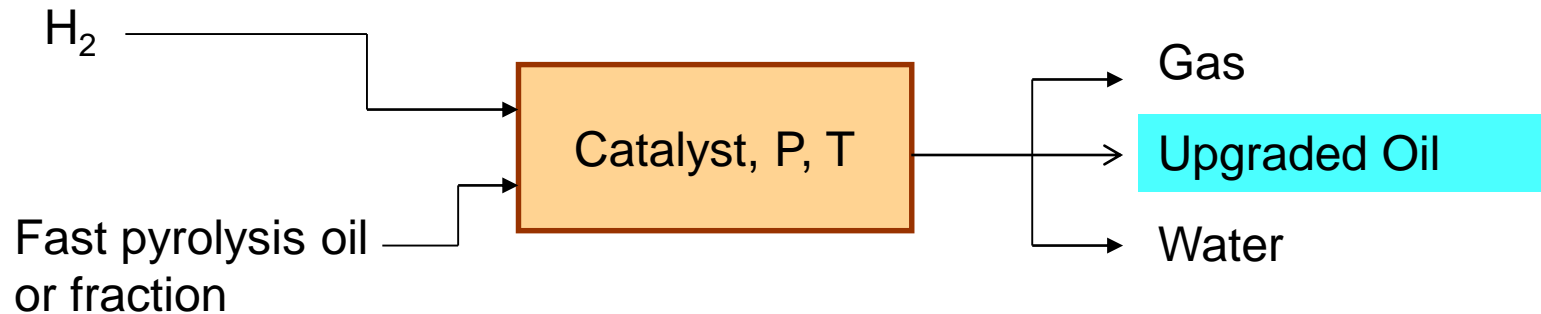 H₂
Fast pyrolysis oil
or fraction
Catalyst, P, T
Gas
Upgraded Oil
Water